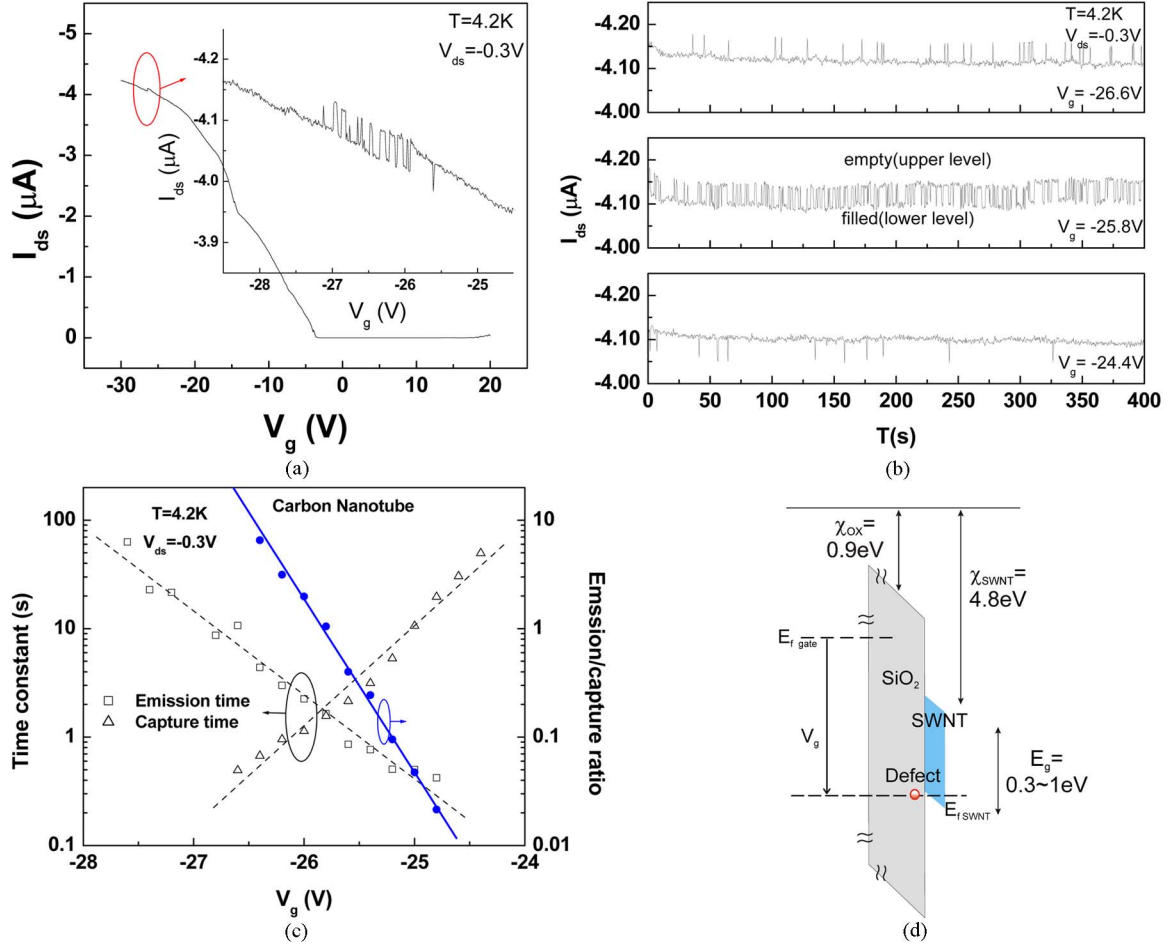 -5
-4
-3
-2
-1
0
I_ds (μA)
T=4.2K
V_ds=-0.3V
-4.2
-4.1
-4.0
-3.9
I_ds (μA)
-28 -27 -26 -25
V_g (V)
-30 -20 -10 0 10 20
V_g (V)
(a)
-4.20
-4.10
-4.00
T=4.2K
V_ds=-0.3V
V_g= -26.6V
-4.20
-4.10
-4.00
I_ds (μA)
empty(upper level)
filled(lower level)
V_g= -25.8V
-4.20
-4.10
-4.00
V_g= -24.4V
0 50 100 150 200 250 300 350 400
T(s)
(b)
100
10
1
0.1
Time constant (s)
T=4.2K
V_ds=-0.3V
Carbon Nanotube
Emission time
Capture time
10
1
0.1
0.01
Emssion/capture ratio
-28 -27 -26 -25 -24
V_g (V)
(c)
χ_OX=
0.9eV
χ_SWNT=
4.8eV
E_f gate
SiO₂
SWNT
V_g
Defect
E_g=
0.3~1eV
E_f SWNT
(d)